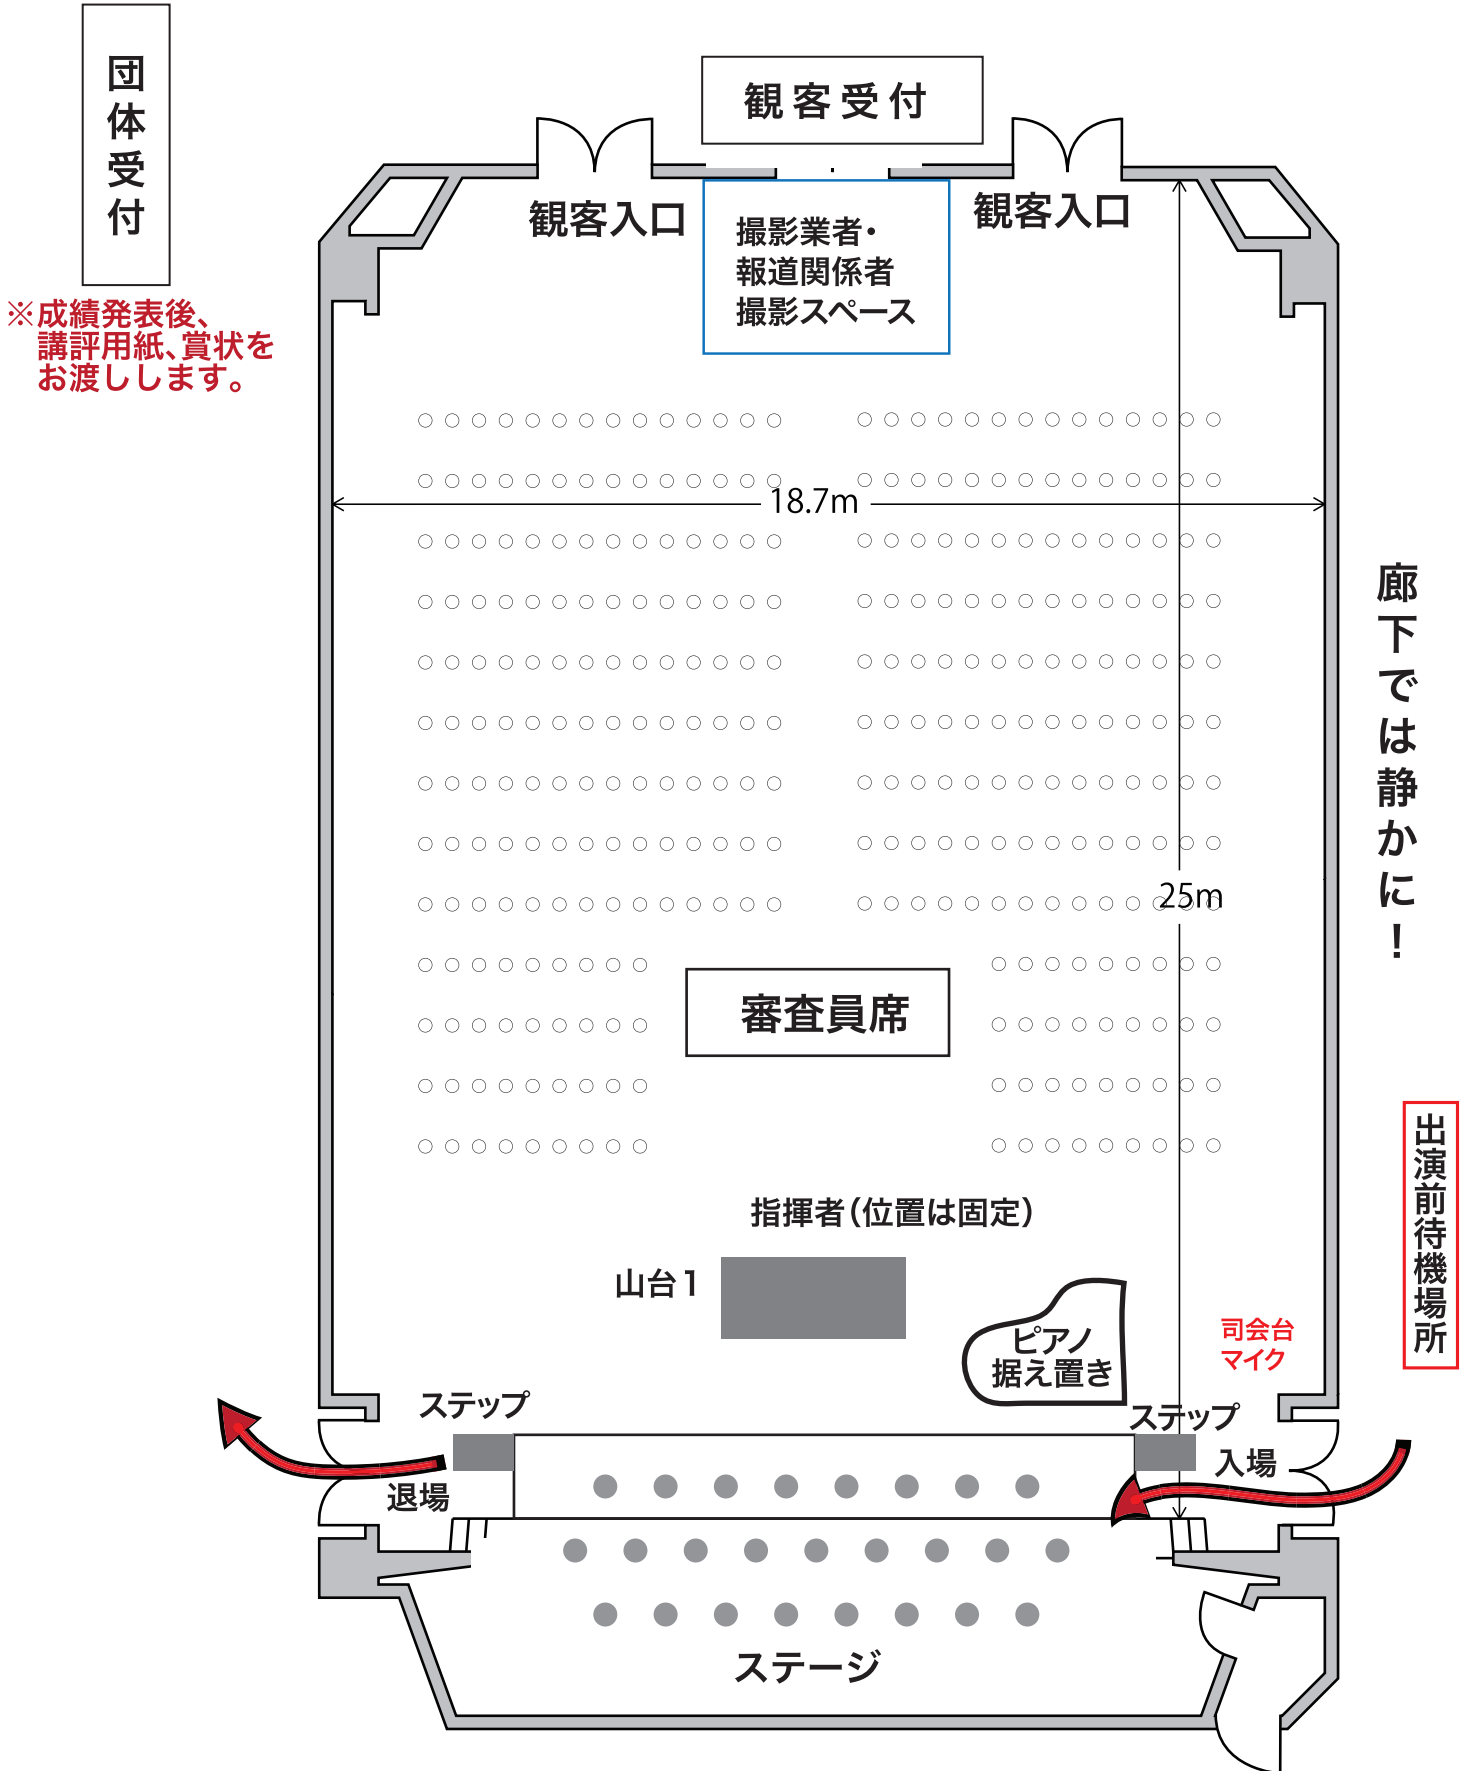 団体受付
※成績発表後、
講評用紙、賞状を
お渡しします。
観客受付
観客入口
撮影業者・
報道関係者
撮影スペース
観客入口
18.7m
25m
廊下では静かに！
審査員席
出演前待機場所
指揮者（位置は固定）
山台1
ピアノ
据え置き
司会台
マイク
ステップ
ステップ
退場
入場
ステージ